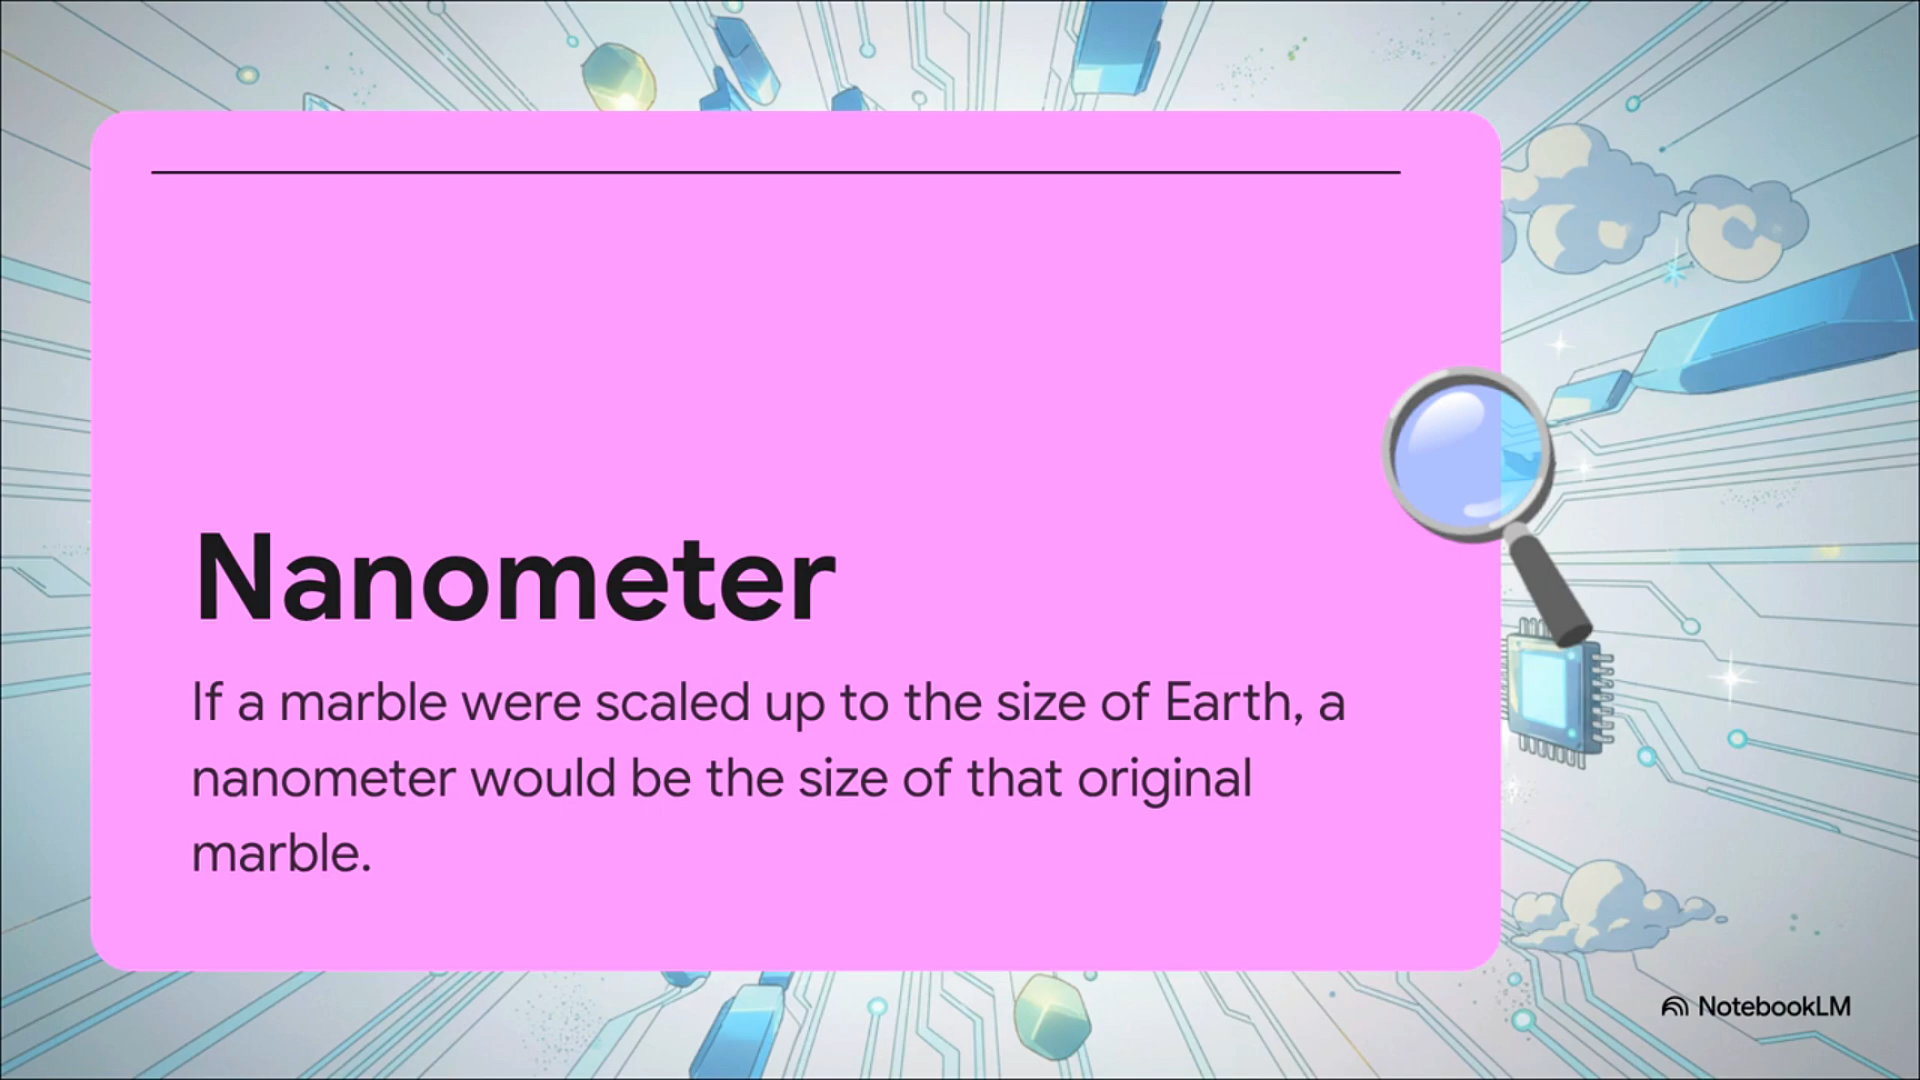 Nanometer
If a marble were scaled up to the size of Earth, a
nanometer would be the size of that original
marble.
NotebookLM